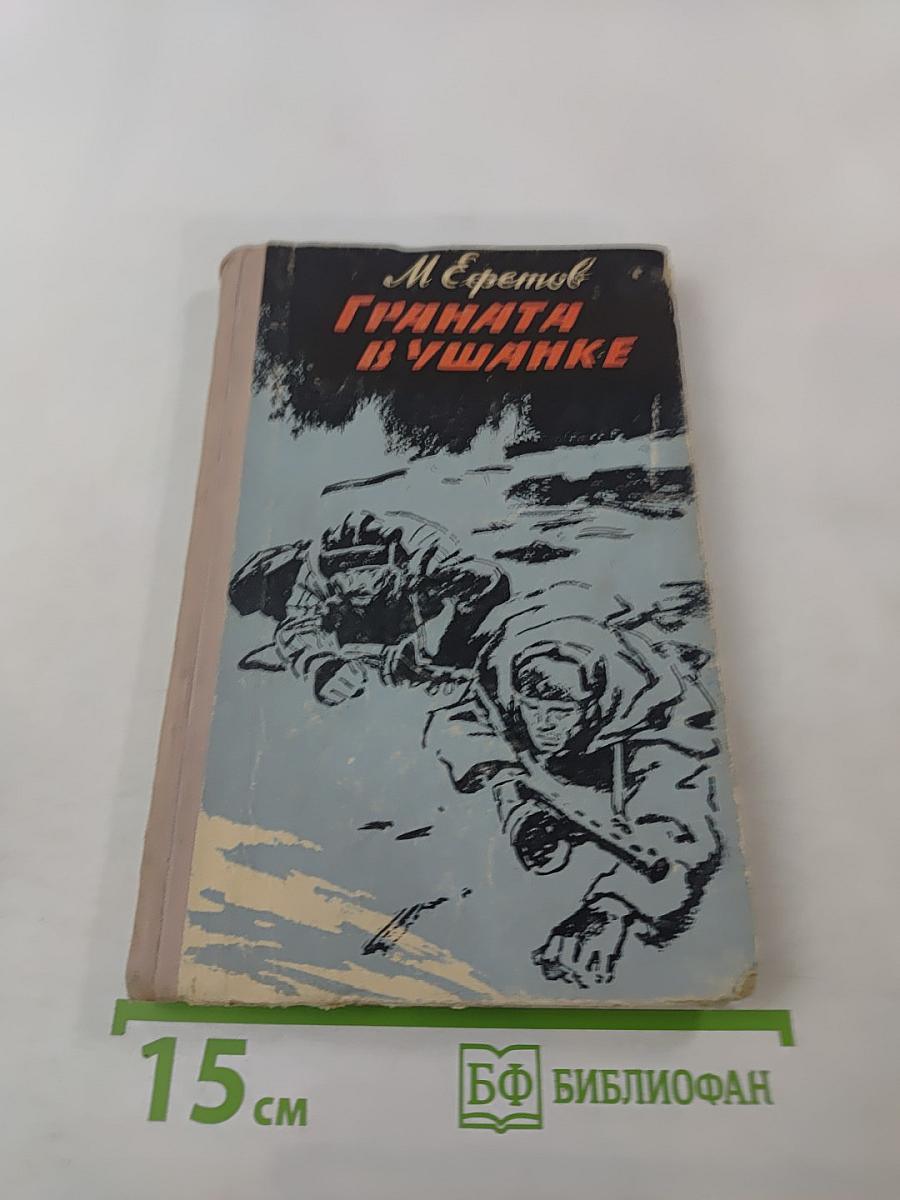 М Ефетов
ГРАНАТА
В УШАНКЕ
15 см
БФ БИБЛИОФАН